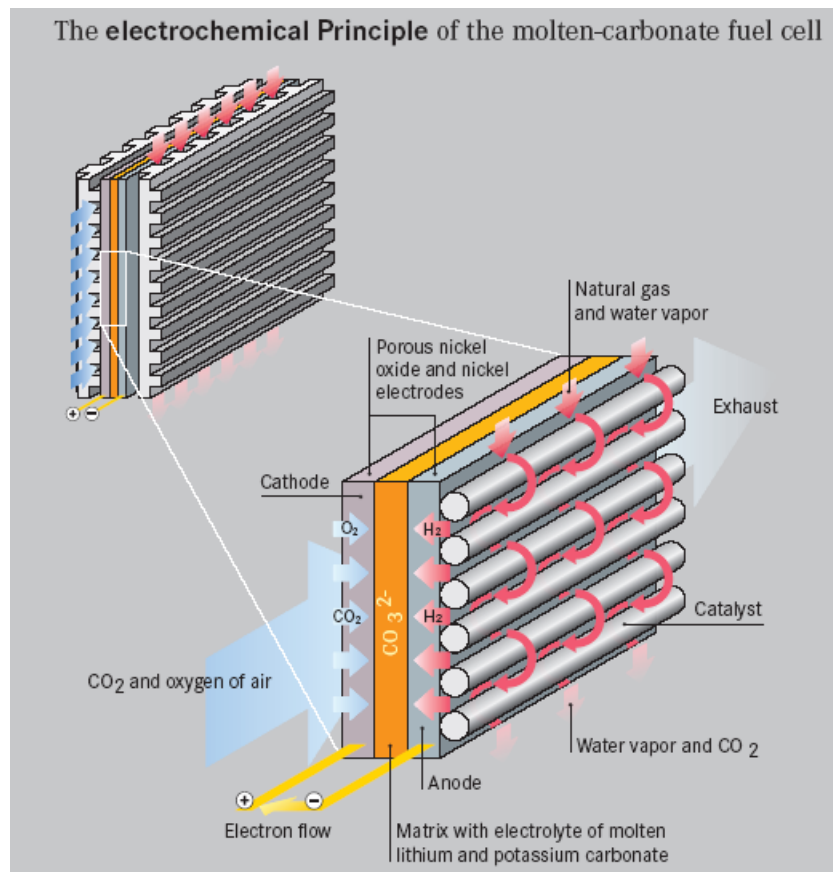 The electrochemical Principle of the molten-carbonate fuel cell
Natural gas
and water vapor
Porous nickel
oxide and nickel
electrodes
Exhaust
Cathode
O2
H2
CO 3 2-
CO2
H2
Catalyst
CO2 and oxygen of air
Water vapor and CO 2
Anode
+ −
+
−
Electron flow
Matrix with electrolyte of molten
lithium and potassium carbonate